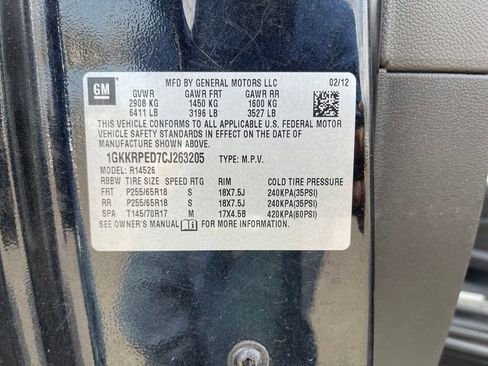 GM
MFD BY GENERAL MOTORS LLC 02/12
GVWR GAWR FRT GAWR RR
2908 KG 1450 KG 1600 KG
6411 LB 3196 LB 3527 LB
THIS VEHICLE CONFORMS TO ALL APPLICABLE U.S. FEDERAL MOTOR
VEHICLE SAFETY STANDARDS IN EFFECT ON THE DATE OF
MANUFACTURE SHOWN ABOVE.
1GKKRPED7CJ263205 TYPE: M.P.V.
MODEL: R14526
RBBW TIRE SIZE SPEED RTG RIM COLD TIRE PRESSURE
FRT P255/65R18 S 18X7.5J 240KPA(35PSI)
RR P255/65R18 S 18X7.5J 240KPA(35PSI)
SPA T145/70R17 M 17X4.5B 420KPA(60PSI)
SEE OWNER'S MANUAL FOR MORE INFORMATION.